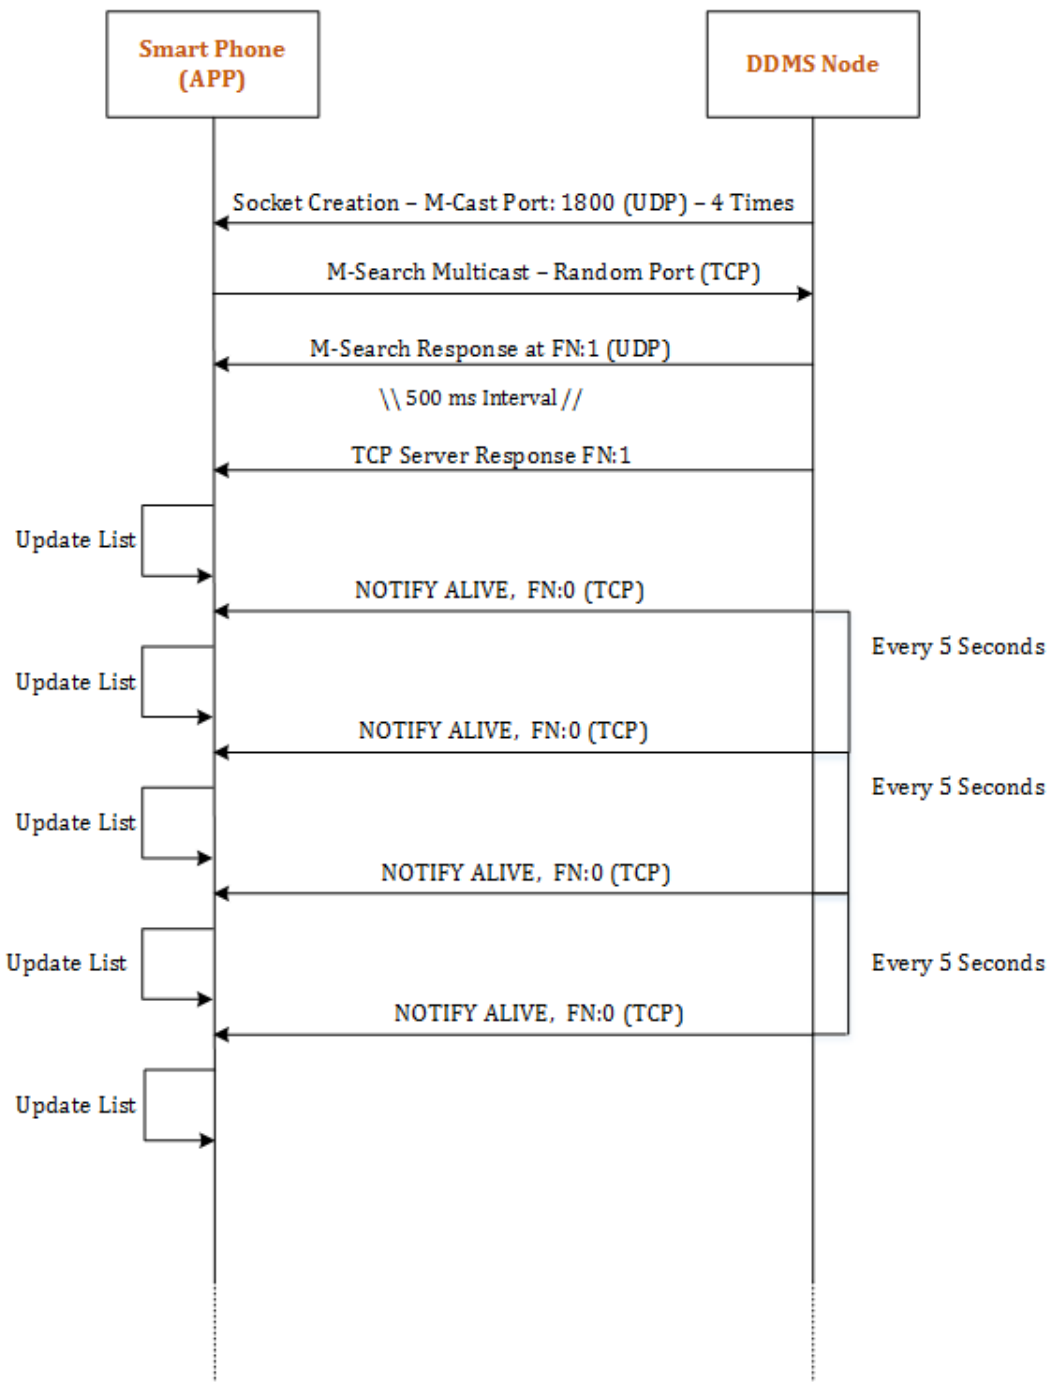 Smart Phone
(APP)
DDMS Node
Socket Creation – M-Cast Port: 1800 (UDP) – 4 Times
M-Search Multicast – Random Port (TCP)
M-Search Response at FN:1 (UDP)
\\ 500 ms Interval //
TCP Server Response FN:1
Update List
NOTIFY ALIVE, FN:0 (TCP)
Every 5 Seconds
Update List
NOTIFY ALIVE, FN:0 (TCP)
Every 5 Seconds
Update List
NOTIFY ALIVE, FN:0 (TCP)
Update List
Every 5 Seconds
NOTIFY ALIVE, FN:0 (TCP)
Update List